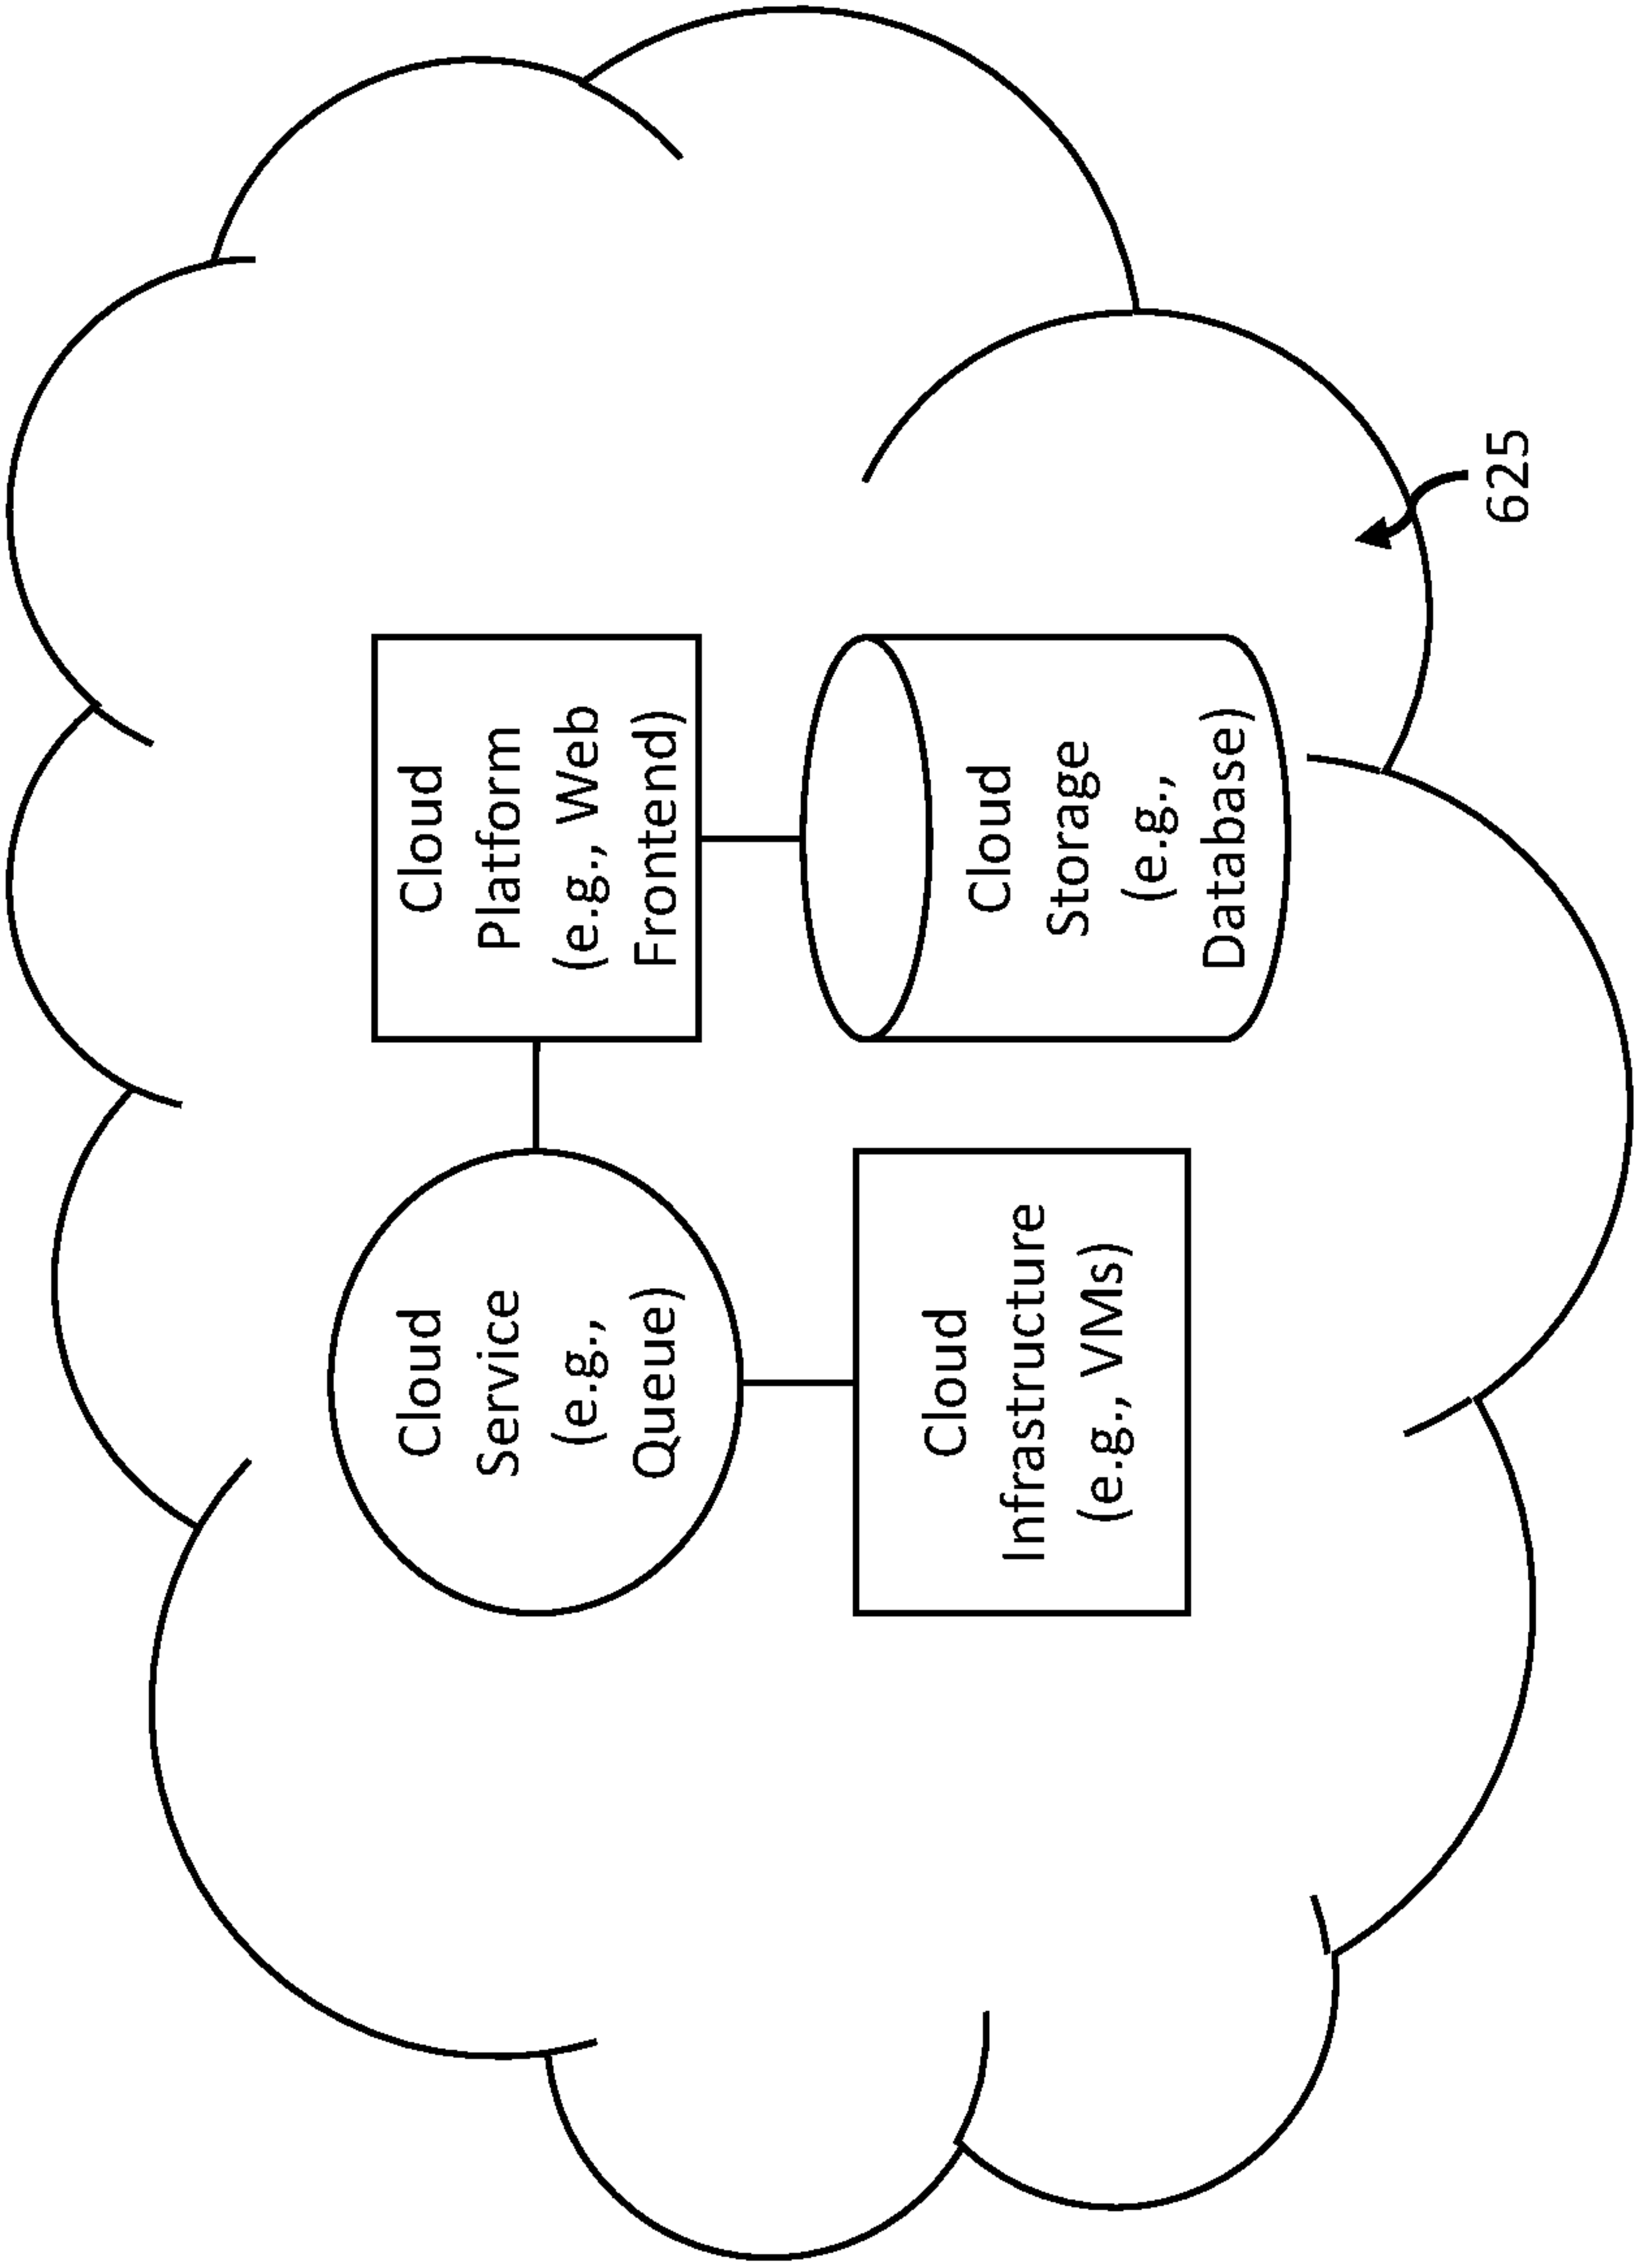 Cloud
Service
(e.g.,
Queue)
Cloud
Platform
(e.g., Web
Frontend)
Cloud
Infrastructure
(e.g., VMs)
Cloud
Storage
(e.g.,
Database)
625